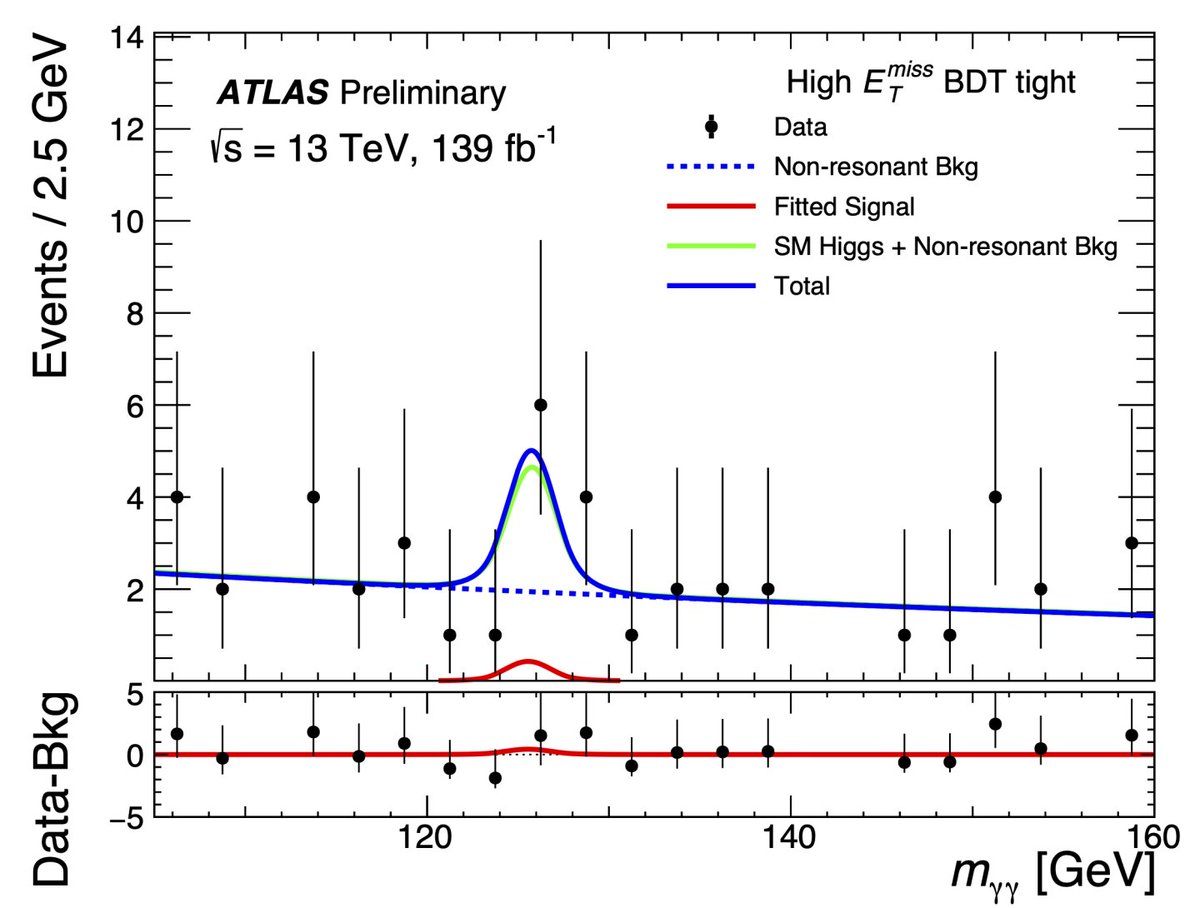 Events / 2.5 GeV
14
12
10
8
6
4
2
ATLAS Preliminary
√s = 13 TeV, 139 fb⁻¹
High E_T^miss BDT tight
Data
Non-resonant Bkg
Fitted Signal
SM Higgs + Non-resonant Bkg
Total
Data-Bkg
5
0
−5
120
140
160
m_γγ [GeV]